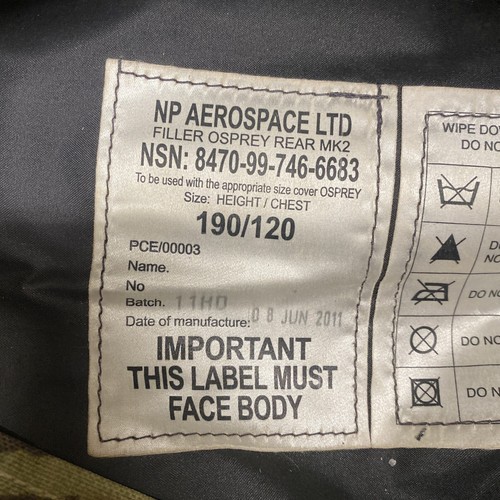 NP AEROSPACE LTD
FILLER OSPREY REAR MK2
NSN: 8470-99-746-6683
To be used with the appropriate size cover OSPREY
Size: HEIGHT / CHEST
190/120
PCE/00003
Name.
No
Batch. 11HD
Date of manufacture: 08 JUN 2011
IMPORTANT
THIS LABEL MUST
FACE BODY
WIPE DO
DO NO
D
NO
DO NO
DO NO
DO N